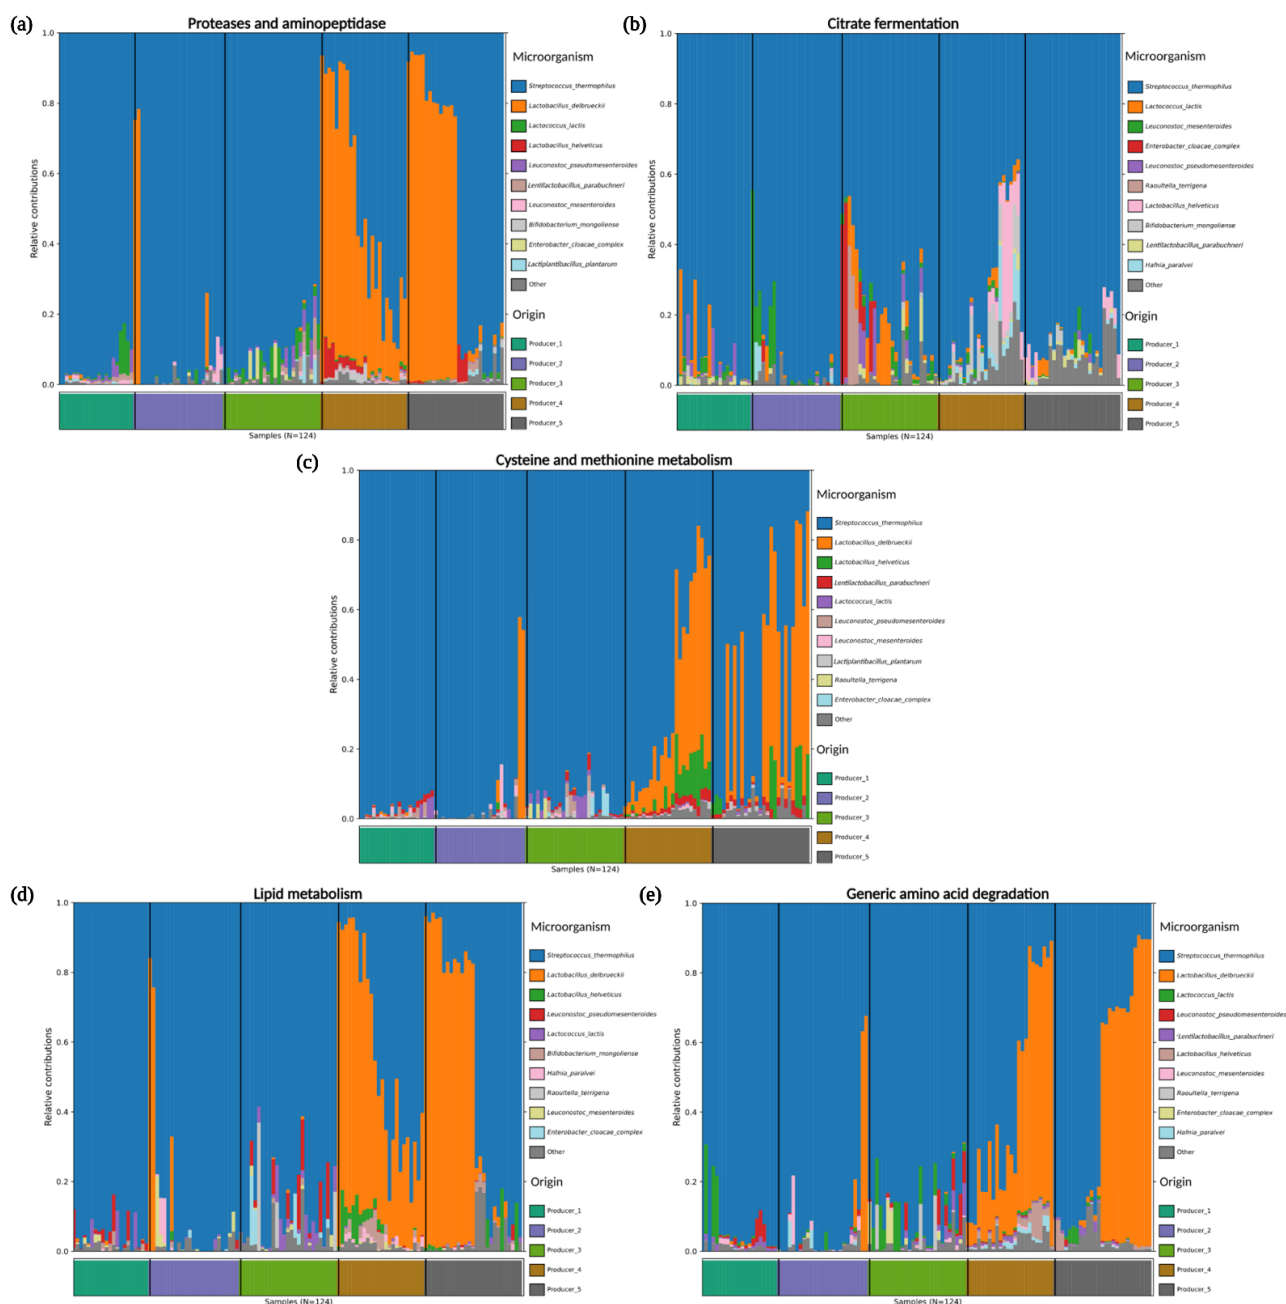 (a)
Proteases and aminopeptidase
1.0
0.8
0.6
0.4
0.2
0.0
Relative contributions
Samples (N=124)
Microorganism
Streptococcus_thermophilus
Lactobacillus_delbrueckii
Lactococcus_lactis
Lactobacillus_helveticus
Leuconostoc_pseudomesenteroides
Lentilactobacillus_parabuchneri
Leuconostoc_mesenteroides
Bifidobacterium_mongoliense
Enterobacter_cloacae_complex
Lactiplantibacillus_plantarum
Other
Origin
Producer_1
Producer_2
Producer_3
Producer_4
Producer_5
(b)
Citrate fermentation
1.0
0.8
0.6
0.4
0.2
0.0
Relative contributions
Samples (N=124)
Microorganism
Streptococcus_thermophilus
Lactococcus_lactis
Leuconostoc_mesenteroides
Enterobacter_cloacae_complex
Leuconostoc_pseudomesenteroides
Raoultella_terrigena
Lactobacillus_helveticus
Bifidobacterium_mongoliense
Lentilactobacillus_parabuchneri
Hafnia_paralvei
Other
Origin
Producer_1
Producer_2
Producer_3
Producer_4
Producer_5
(c)
Cysteine and methionine metabolism
1.0
0.8
0.6
0.4
0.2
0.0
Relative contributions
Samples (N=124)
Microorganism
Streptococcus_thermophilus
Lactobacillus_delbrueckii
Lactobacillus_helveticus
Lentilactobacillus_parabuchneri
Lactococcus_lactis
Leuconostoc_pseudomesenteroides
Leuconostoc_mesenteroides
Lactiplantibacillus_plantarum
Raoultella_terrigena
Enterobacter_cloacae_complex
Other
Origin
Producer_1
Producer_2
Producer_3
Producer_4
Producer_5
(d)
Lipid metabolism
1.0
0.8
0.6
0.4
0.2
0.0
Relative contributions
Samples (N=124)
Microorganism
Streptococcus_thermophilus
Lactobacillus_delbrueckii
Lactobacillus_helveticus
Leuconostoc_pseudomesenteroides
Lactococcus_lactis
Bifidobacterium_mongoliense
Hafnia_paralvei
Raoultella_terrigena
Leuconostoc_mesenteroides
Enterobacter_cloacae_complex
Other
Origin
Producer_1
Producer_2
Producer_3
Producer_4
Producer_5
(e)
Generic amino acid degradation
1.0
0.8
0.6
0.4
0.2
0.0
Relative contributions
Samples (N=124)
Microorganism
Streptococcus_thermophilus
Lactobacillus_delbrueckii
Lactococcus_lactis
Leuconostoc_pseudomesenteroides
'Lentilactobacillus_parabuchneri
Lactobacillus_helveticus
Leuconostoc_mesenteroides
Raoultella_terrigena
Enterobacter_cloacae_complex
Hafnia_paralvei
Other
Origin
Producer_1
Producer_2
Producer_3
Producer_4
Producer_5